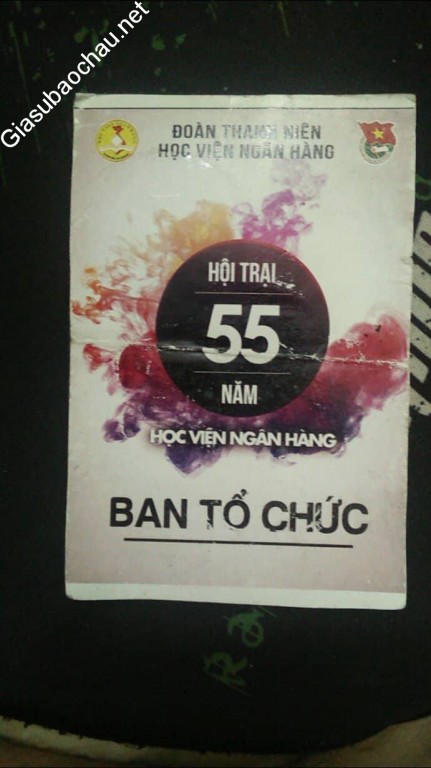 Giasubaochau.net
ĐOÀN THANH NIÊN
HỌC VIỆN NGÂN HÀNG
HỘI TRẠI
55
NĂM
HỌC VIỆN NGÂN HÀNG
BAN TỔ CHỨC